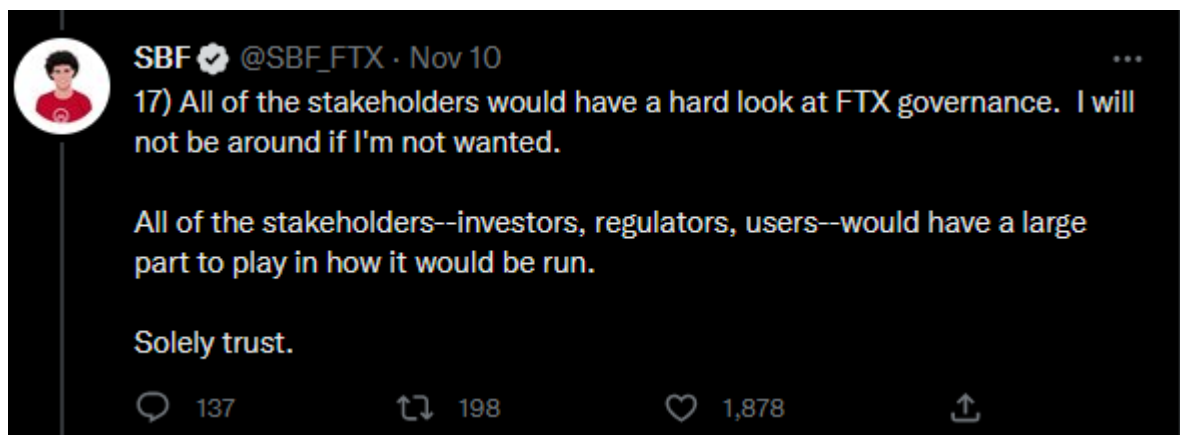 SBF @SBF_FTX · Nov 10
17) All of the stakeholders would have a hard look at FTX governance.  I will
not be around if I'm not wanted.
All of the stakeholders--investors, regulators, users--would have a large
part to play in how it would be run.
Solely trust.
137 198 1,878